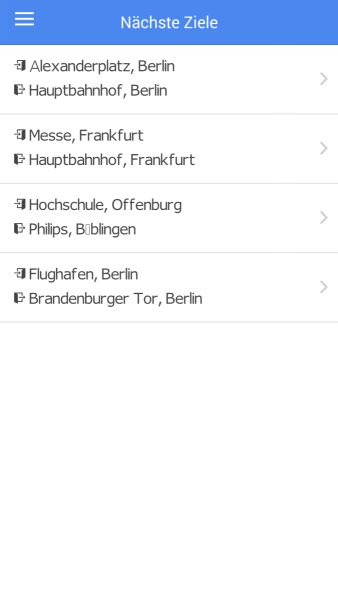 Nächste Ziele
Alexanderplatz, Berlin
Hauptbahnhof, Berlin
Messe, Frankfurt
Hauptbahnhof, Frankfurt
Hochschule, Offenburg
Philips, B▯blingen
Flughafen, Berlin
Brandenburger Tor, Berlin